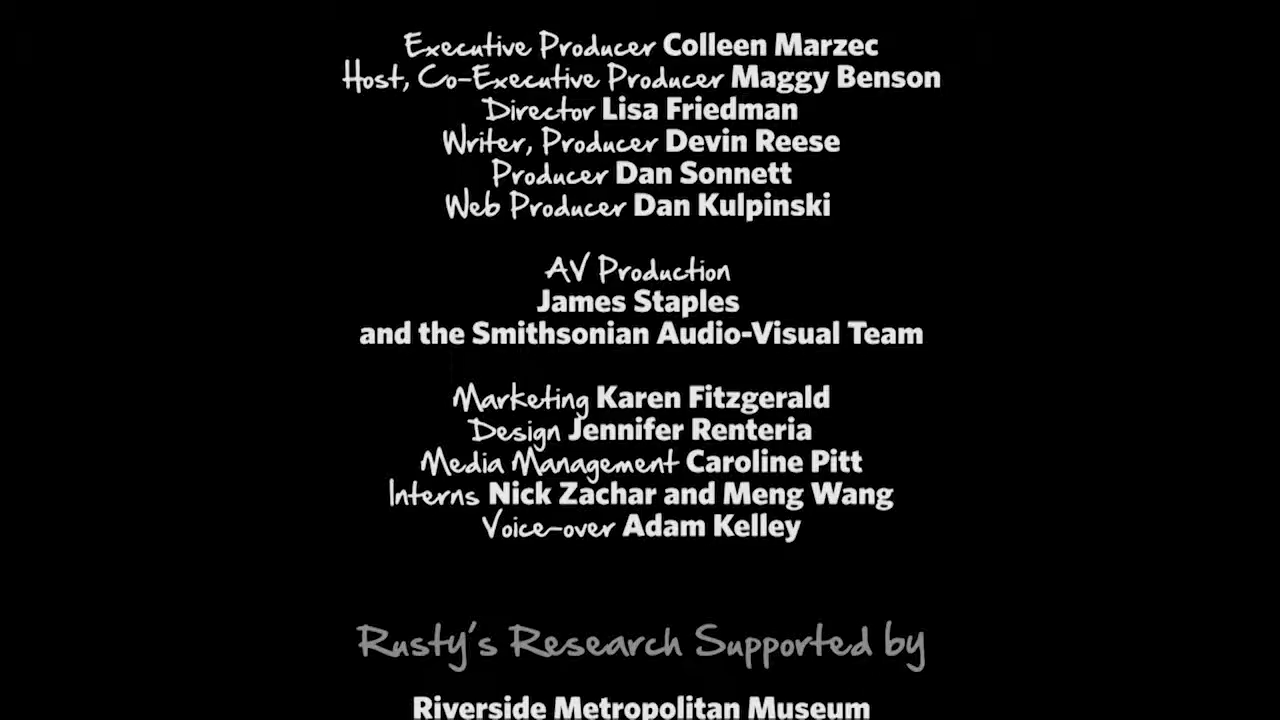 Executive Producer Colleen Marzec
Host, Co-Executive Producer Maggy Benson
Director Lisa Friedman
Writer, Producer Devin Reese
Producer Dan Sonnett
Web Producer Dan Kulpinski
AV Production
James Staples
and the Smithsonian Audio-Visual Team
Marketing Karen Fitzgerald
Design Jennifer Renteria
Media Management Caroline Pitt
Interns Nick Zachar and Meng Wang
Voice-over Adam Kelley
Rusty's Research Supported by
Riverside Metropolitan Museum